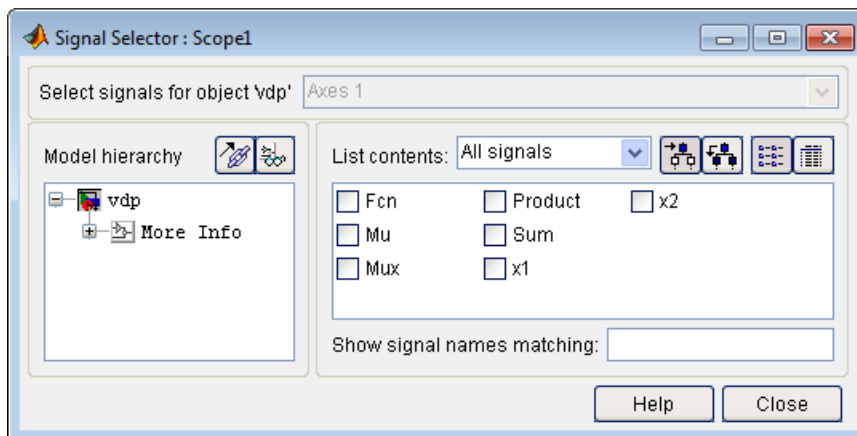 Signal Selector : Scope1
Select signals for object 'vdp' Axes 1
Model hierarchy
vdp
More Info
List contents: All signals
Fcn Product x2
Mu Sum
Mux x1
Show signal names matching:
Help Close